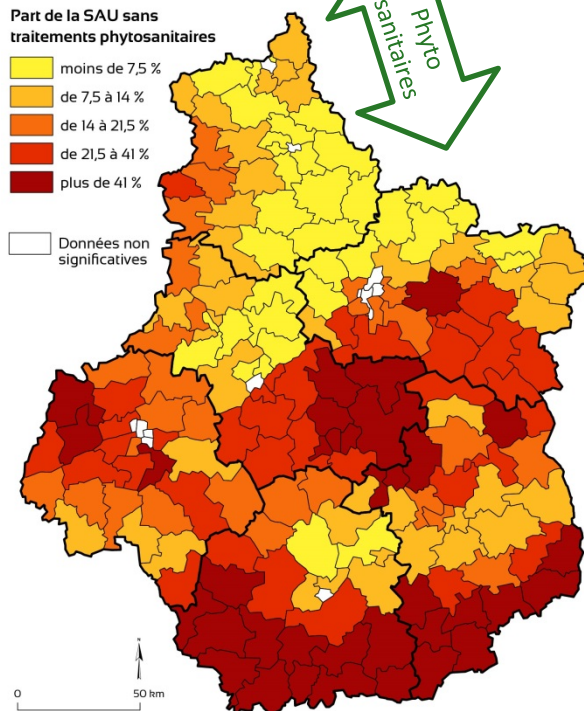 Part de la SAU sans
traitements phytosanitaires
moins de 7,5 %
de 7,5 à 14 %
de 14 à 21,5 %
de 21,5 à 41 %
plus de 41 %
Données non
significatives
Phyto
sanitaires
N
0 50 km